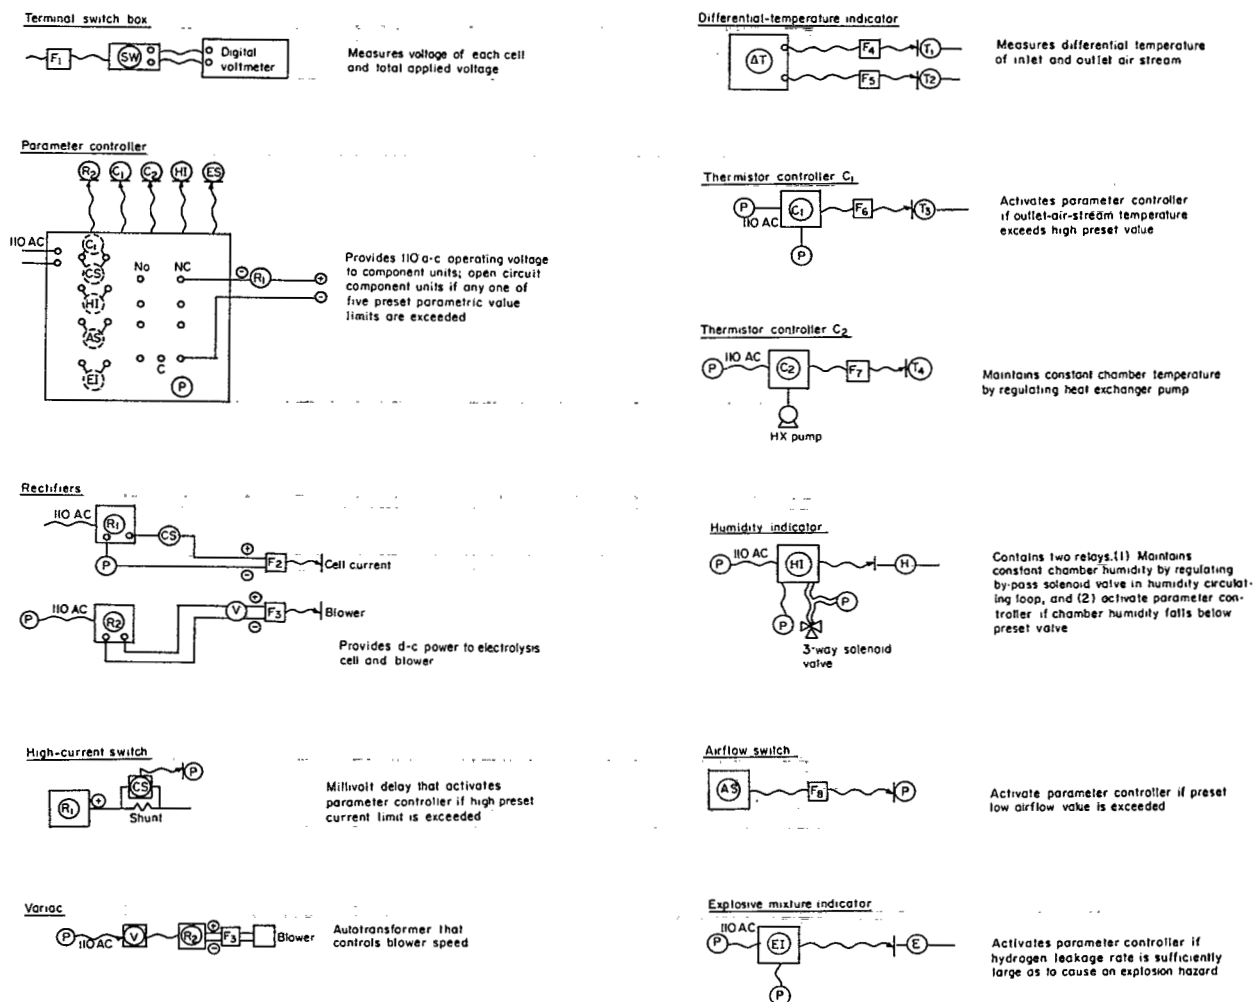 Terminal switch box
F1
SW
Digital
voltmeter
Measures voltage of each cell
and total applied voltage
Parameter controller
R2 C1 C2 HI ES
110 AC
C1
CS
HI
AS
EI
No NC
C
P
⊖ R1 ⊕
⊖
Provides 110 a-c operating voltage
to component units; open circuit
component units if any one of
five preset parametric value
limits are exceeded
Rectifiers
110 AC
R1
CS
P
⊕
⊖
F2
Cell current
P
110 AC
R2
V
⊕
⊖
F3
Blower
Provides d-c power to electrolysis
cell and blower
High-current switch
P
CS
R1
⊕
Shunt
Millivolt delay that activates
parameter controller if high preset
current limit is exceeded
Variac
P
110 AC
V
R2
⊕
⊖
F3
Blower
Autotransformer that
controls blower speed
Differential-temperature indicator
ΔT
F4
T1
F5
T2
Measures differential temperature
of inlet and outlet air stream
Thermistor controller C1
P
110 AC
C1
F6
T3
P
Activates parameter controller
if outlet-air-stream temperature
exceeds high preset value
Thermistor controller C2
P
110 AC
C2
F7
T4
HX pump
Maintains constant chamber temperature
by regulating heat exchanger pump
Humidity indicator
P
110 AC
HI
H
P
P
3-way solenoid
valve
Contains two relays.(1) Maintains
constant chamber humidity by regulating
by-pass solenoid valve in humidity circulat-
ing loop, and (2) activate parameter con-
troller if chamber humidity falls below
preset valve
Airflow switch
AS
F8
P
Activate parameter controller if preset
low airflow value is exceeded
Explosive mixture indicator
P
110 AC
EI
E
P
Activates parameter controller if
hydrogen leakage rate is sufficiently
large as to cause an explosion hazard